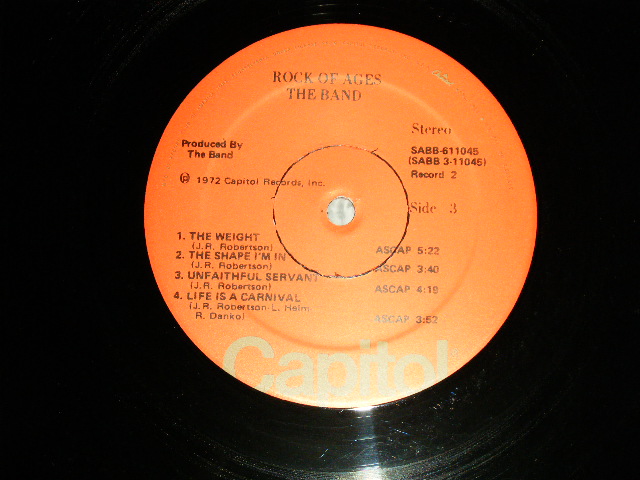 ROCK OF AGES
THE BAND
Stereo
Produced By
The Band
SABB-611045
(SABB 3-11045)
Record 2
℗ 1972 Capitol Records, Inc.
Side 3
1. THE WEIGHT
(J.R. Robertson) ASCAP 5:22
2. THE SHAPE I'M IN
(J.R. Robertson) ASCAP 3:40
3. UNFAITHFUL SERVANT
(J.R. Robertson) ASCAP 4:19
4. LIFE IS A CARNIVAL
(J.R. Robertson-L. Helm-
R. Danko) ASCAP 3:52
Capitol